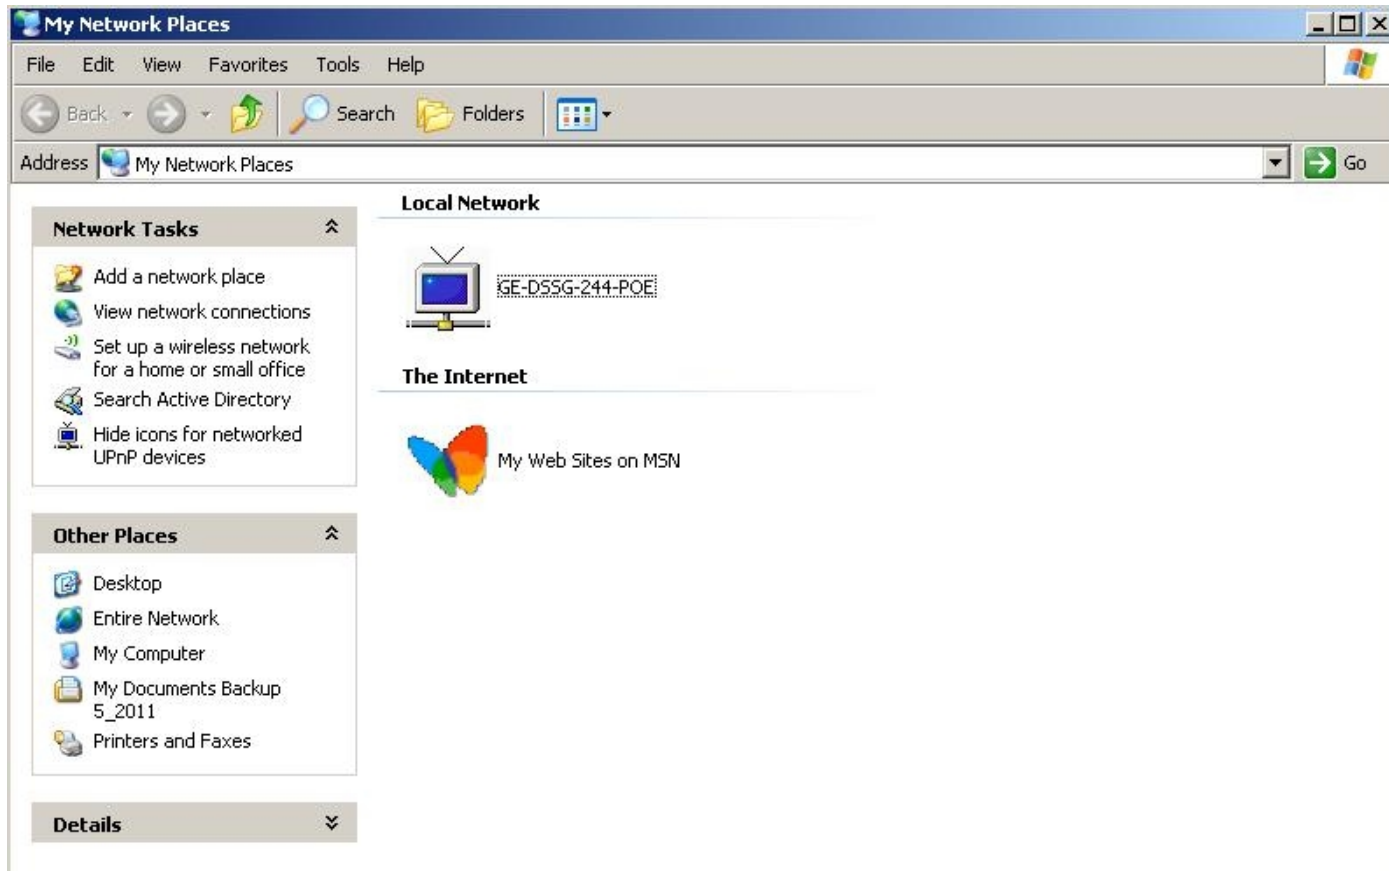 My Network Places
File Edit View Favorites Tools Help
Back Search Folders
Address My Network Places Go
Network Tasks
Add a network place
View network connections
Set up a wireless network
for a home or small office
Search Active Directory
Hide icons for networked
UPnP devices
Other Places
Desktop
Entire Network
My Computer
My Documents Backup
5_2011
Printers and Faxes
Details
Local Network
GE-DSSG-244-POE
The Internet
My Web Sites on MSN